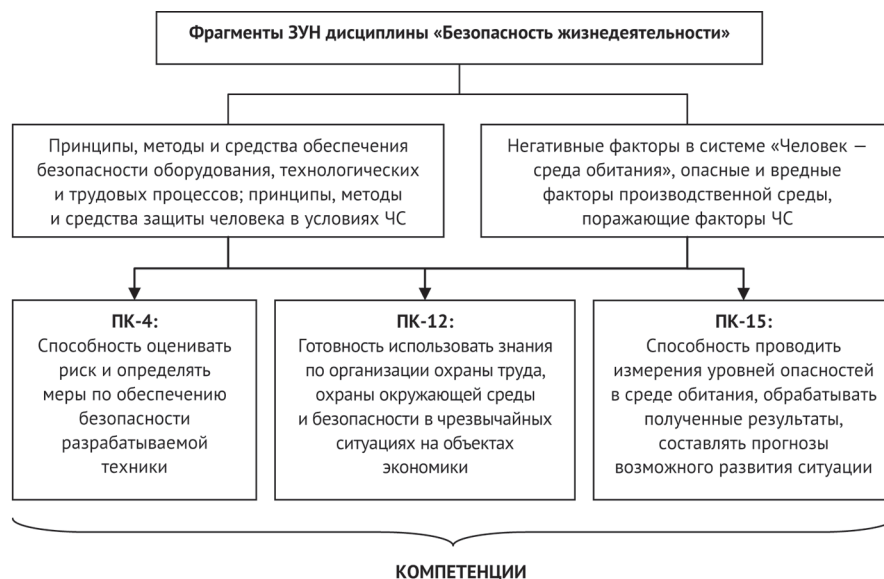 Фрагменты ЗУН дисциплины «Безопасность жизнедеятельности»
Принципы, методы и средства обеспечения
безопасности оборудования, технологических
и трудовых процессов; принципы, методы
и средства защиты человека в условиях ЧС
Негативные факторы в системе «Человек —
среда обитания», опасные и вредные
факторы производственной среды,
поражающие факторы ЧС
ПК-4:
Способность оценивать
риск и определять
меры по обеспечению
безопасности
разрабатываемой
техники
ПК-12:
Готовность использовать знания
по организации охраны труда,
охраны окружающей среды
и безопасности в чрезвычайных
ситуациях на объектах
экономики
ПК-15:
Способность проводить
измерения уровней опасностей
в среде обитания, обрабатывать
полученные результаты,
составлять прогнозы
возможного развития ситуации
КОМПЕТЕНЦИИ